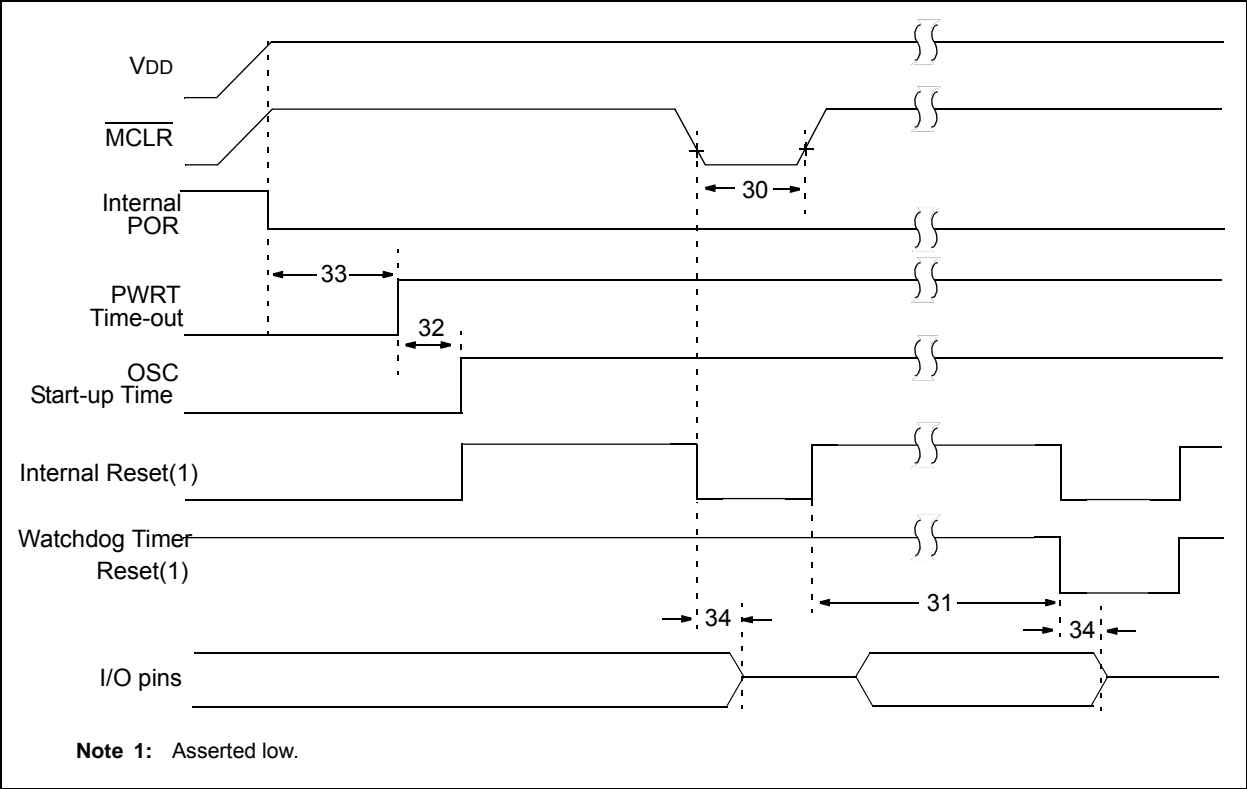 VDD
MCLR
30
Internal
POR
33
PWRT
Time-out
32
OSC
Start-up Time
Internal Reset(1)
Watchdog Timer
Reset(1)
31
34
34
I/O pins
Note 1: Asserted low.